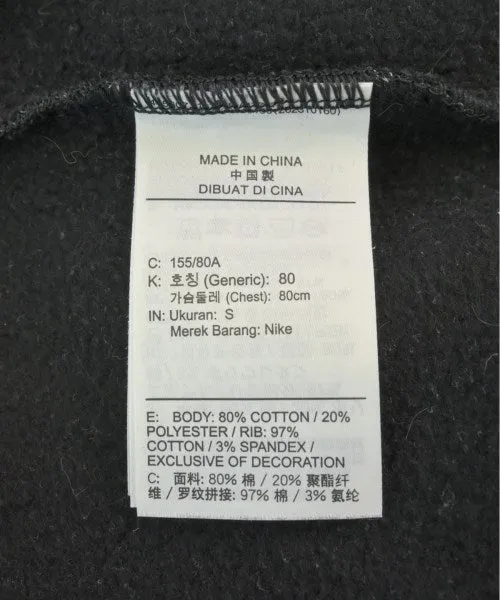 MADE IN CHINA
中国製
DIBUAT DI CINA
C: 155/80A
K: 호칭 (Generic): 80
가슴둘레 (Chest): 80cm
IN: Ukuran: S
Merek Barang: Nike
E: BODY: 80% COTTON / 20%
POLYESTER / RIB: 97%
COTTON / 3% SPANDEX /
EXCLUSIVE OF DECORATION
C: 面料: 80% 棉 / 20% 聚酯纤
维 / 罗纹拼接: 97% 棉 / 3% 氨纶